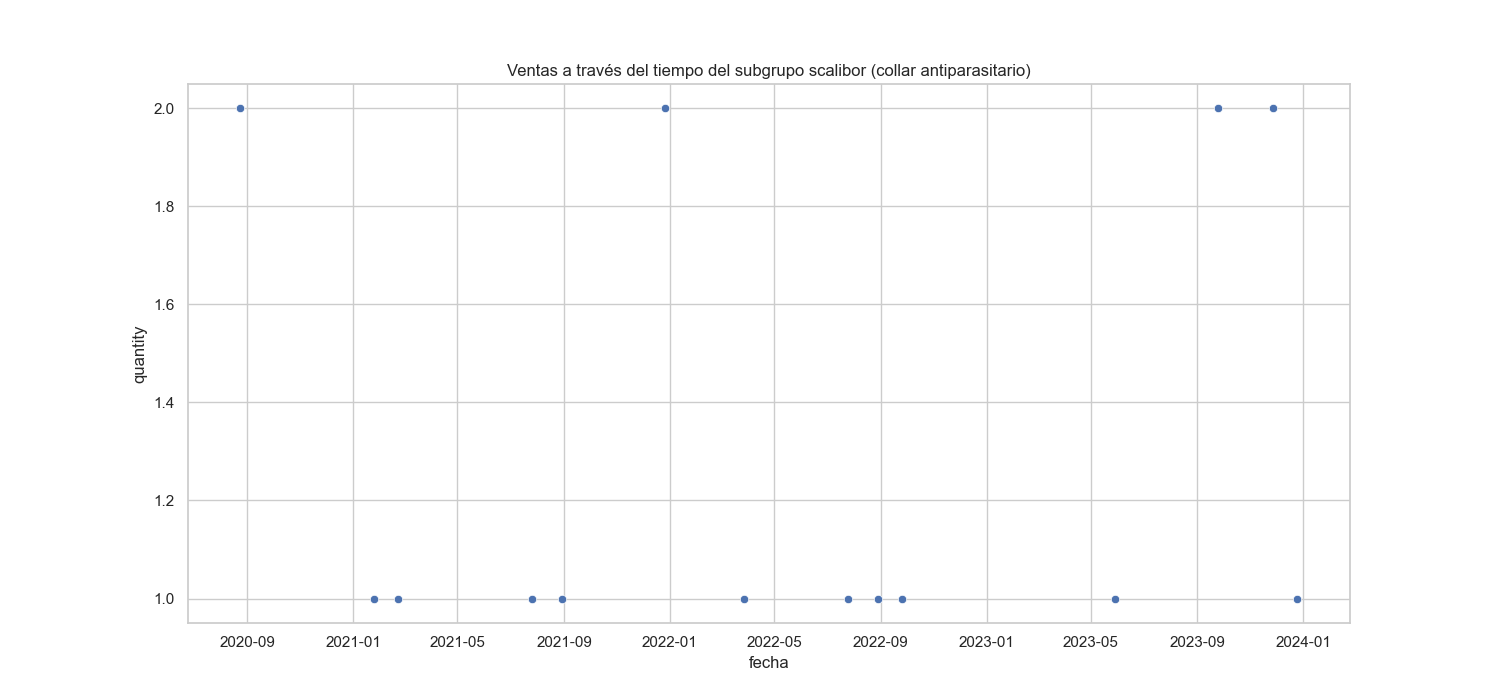 Ventas a través del tiempo del subgrupo scalibor (collar antiparasitario)
2.0
1.8
1.6
1.4
1.2
1.0
quantity
2020-09 2021-01 2021-05 2021-09 2022-01 2022-05 2022-09 2023-01 2023-05 2023-09 2024-01
fecha